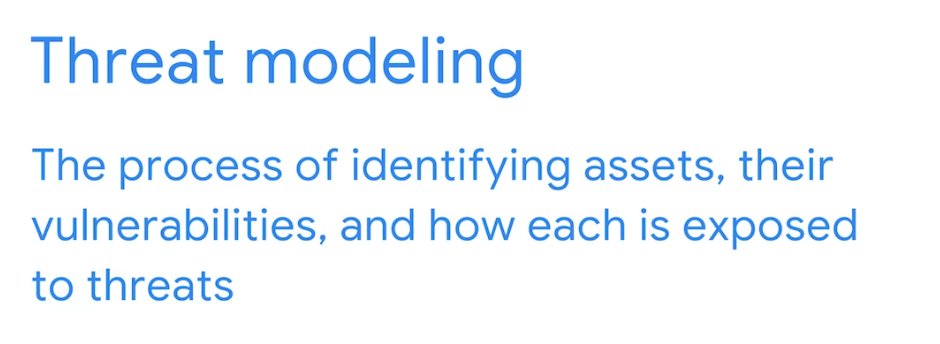 Threat modeling
The process of identifying assets, their
vulnerabilities, and how each is exposed
to threats